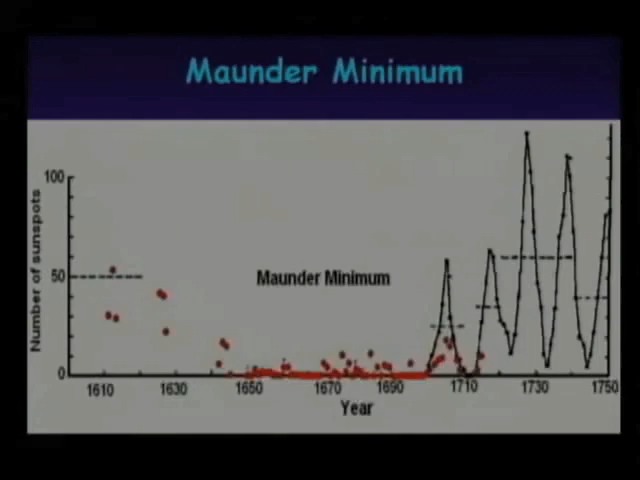 Maunder Minimum
100
50
0
Number of sunspots
Maunder Minimum
1610 1630 1650 1670 1690 1710 1730 1750
Year